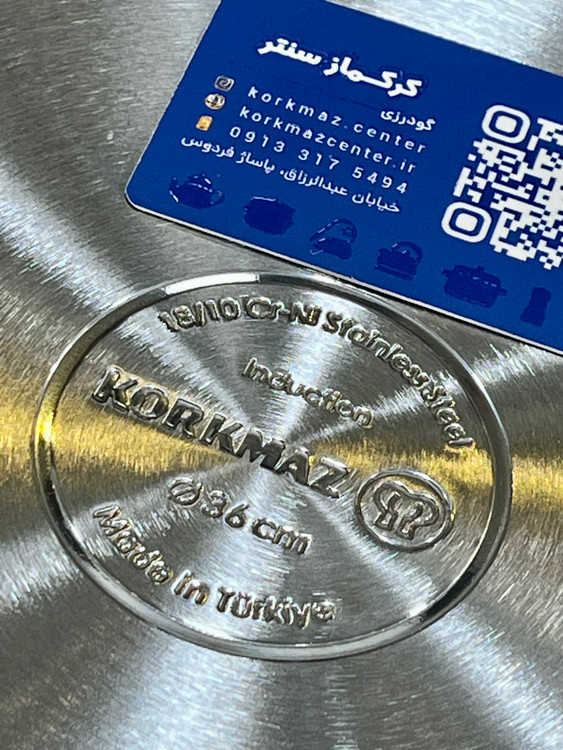 کرکماز سنتر
گودرزی
korkmaz.center
korkmazcenter.ir
0913 317 5494
خیابان عبدالرزاق، پاساژ فردوس
18/10 Cr-Ni Stainless Steel
Induction
KORKMAZ
Ø 36 cm
Made in Türkiye